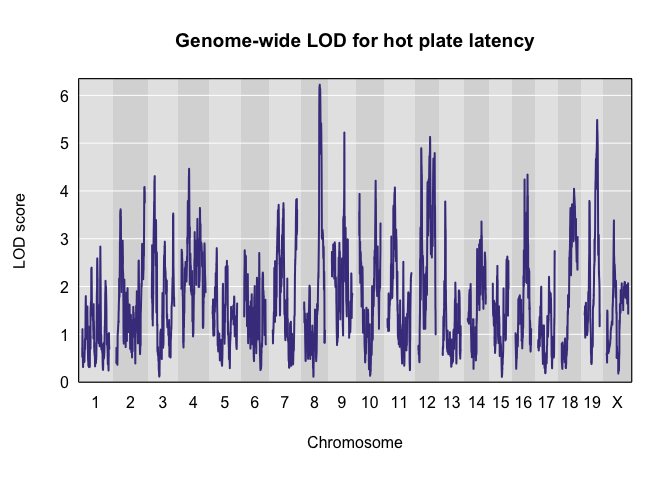 Genome-wide LOD for hot plate latency
LOD score
6
5
4
3
2
1
0
1 2 3 4 5 6 7 8 9 10 11 12 13 14 15 16 17 18 19 X
Chromosome